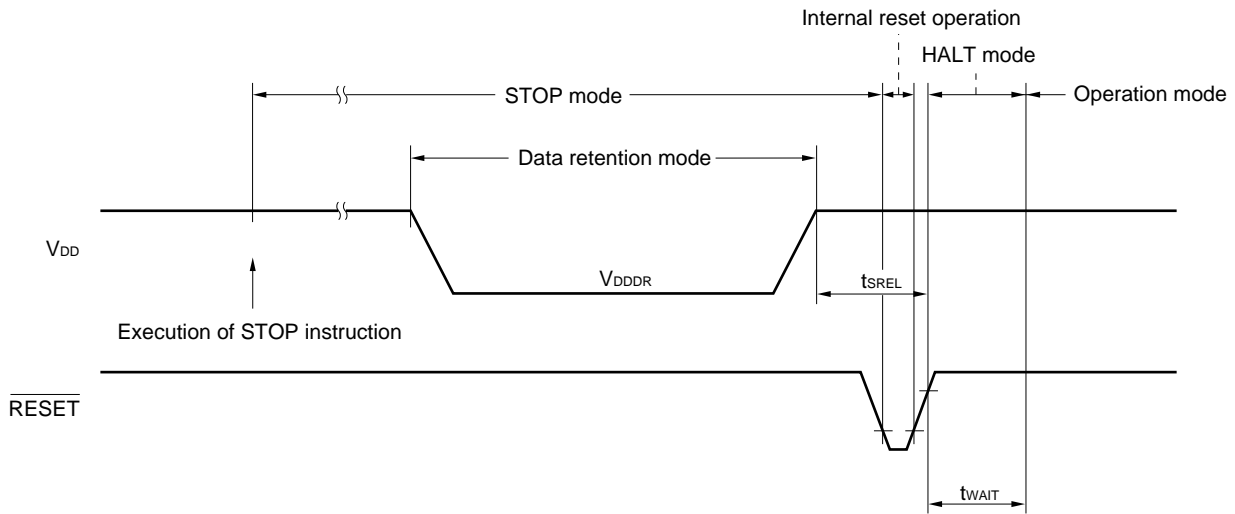 Internal reset operation
HALT mode
STOP mode
Operation mode
Data retention mode
VDD
VDDDR
tSREL
Execution of STOP instruction
RESET
tWAIT